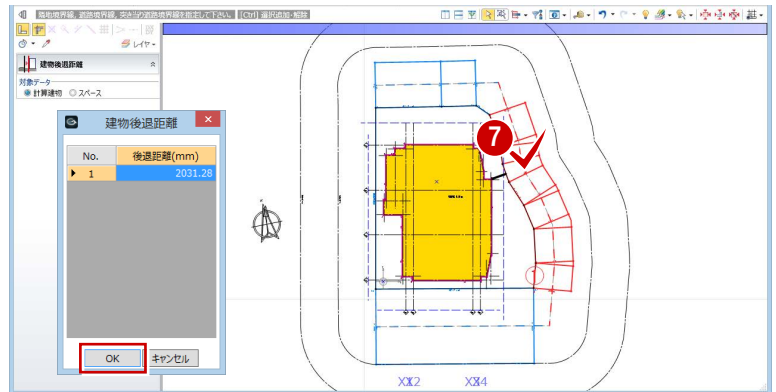 隣地境界線、道路境界線、突き出り道路境界線を指定して下さい。 [Ctrl]:選択追加・解除
レイヤ
建物後退距離
対象データ
計算建物 スペース
建物後退距離
No. 後退距離(mm)
1 2031.28
OK キャンセル
7
XX2 XX4